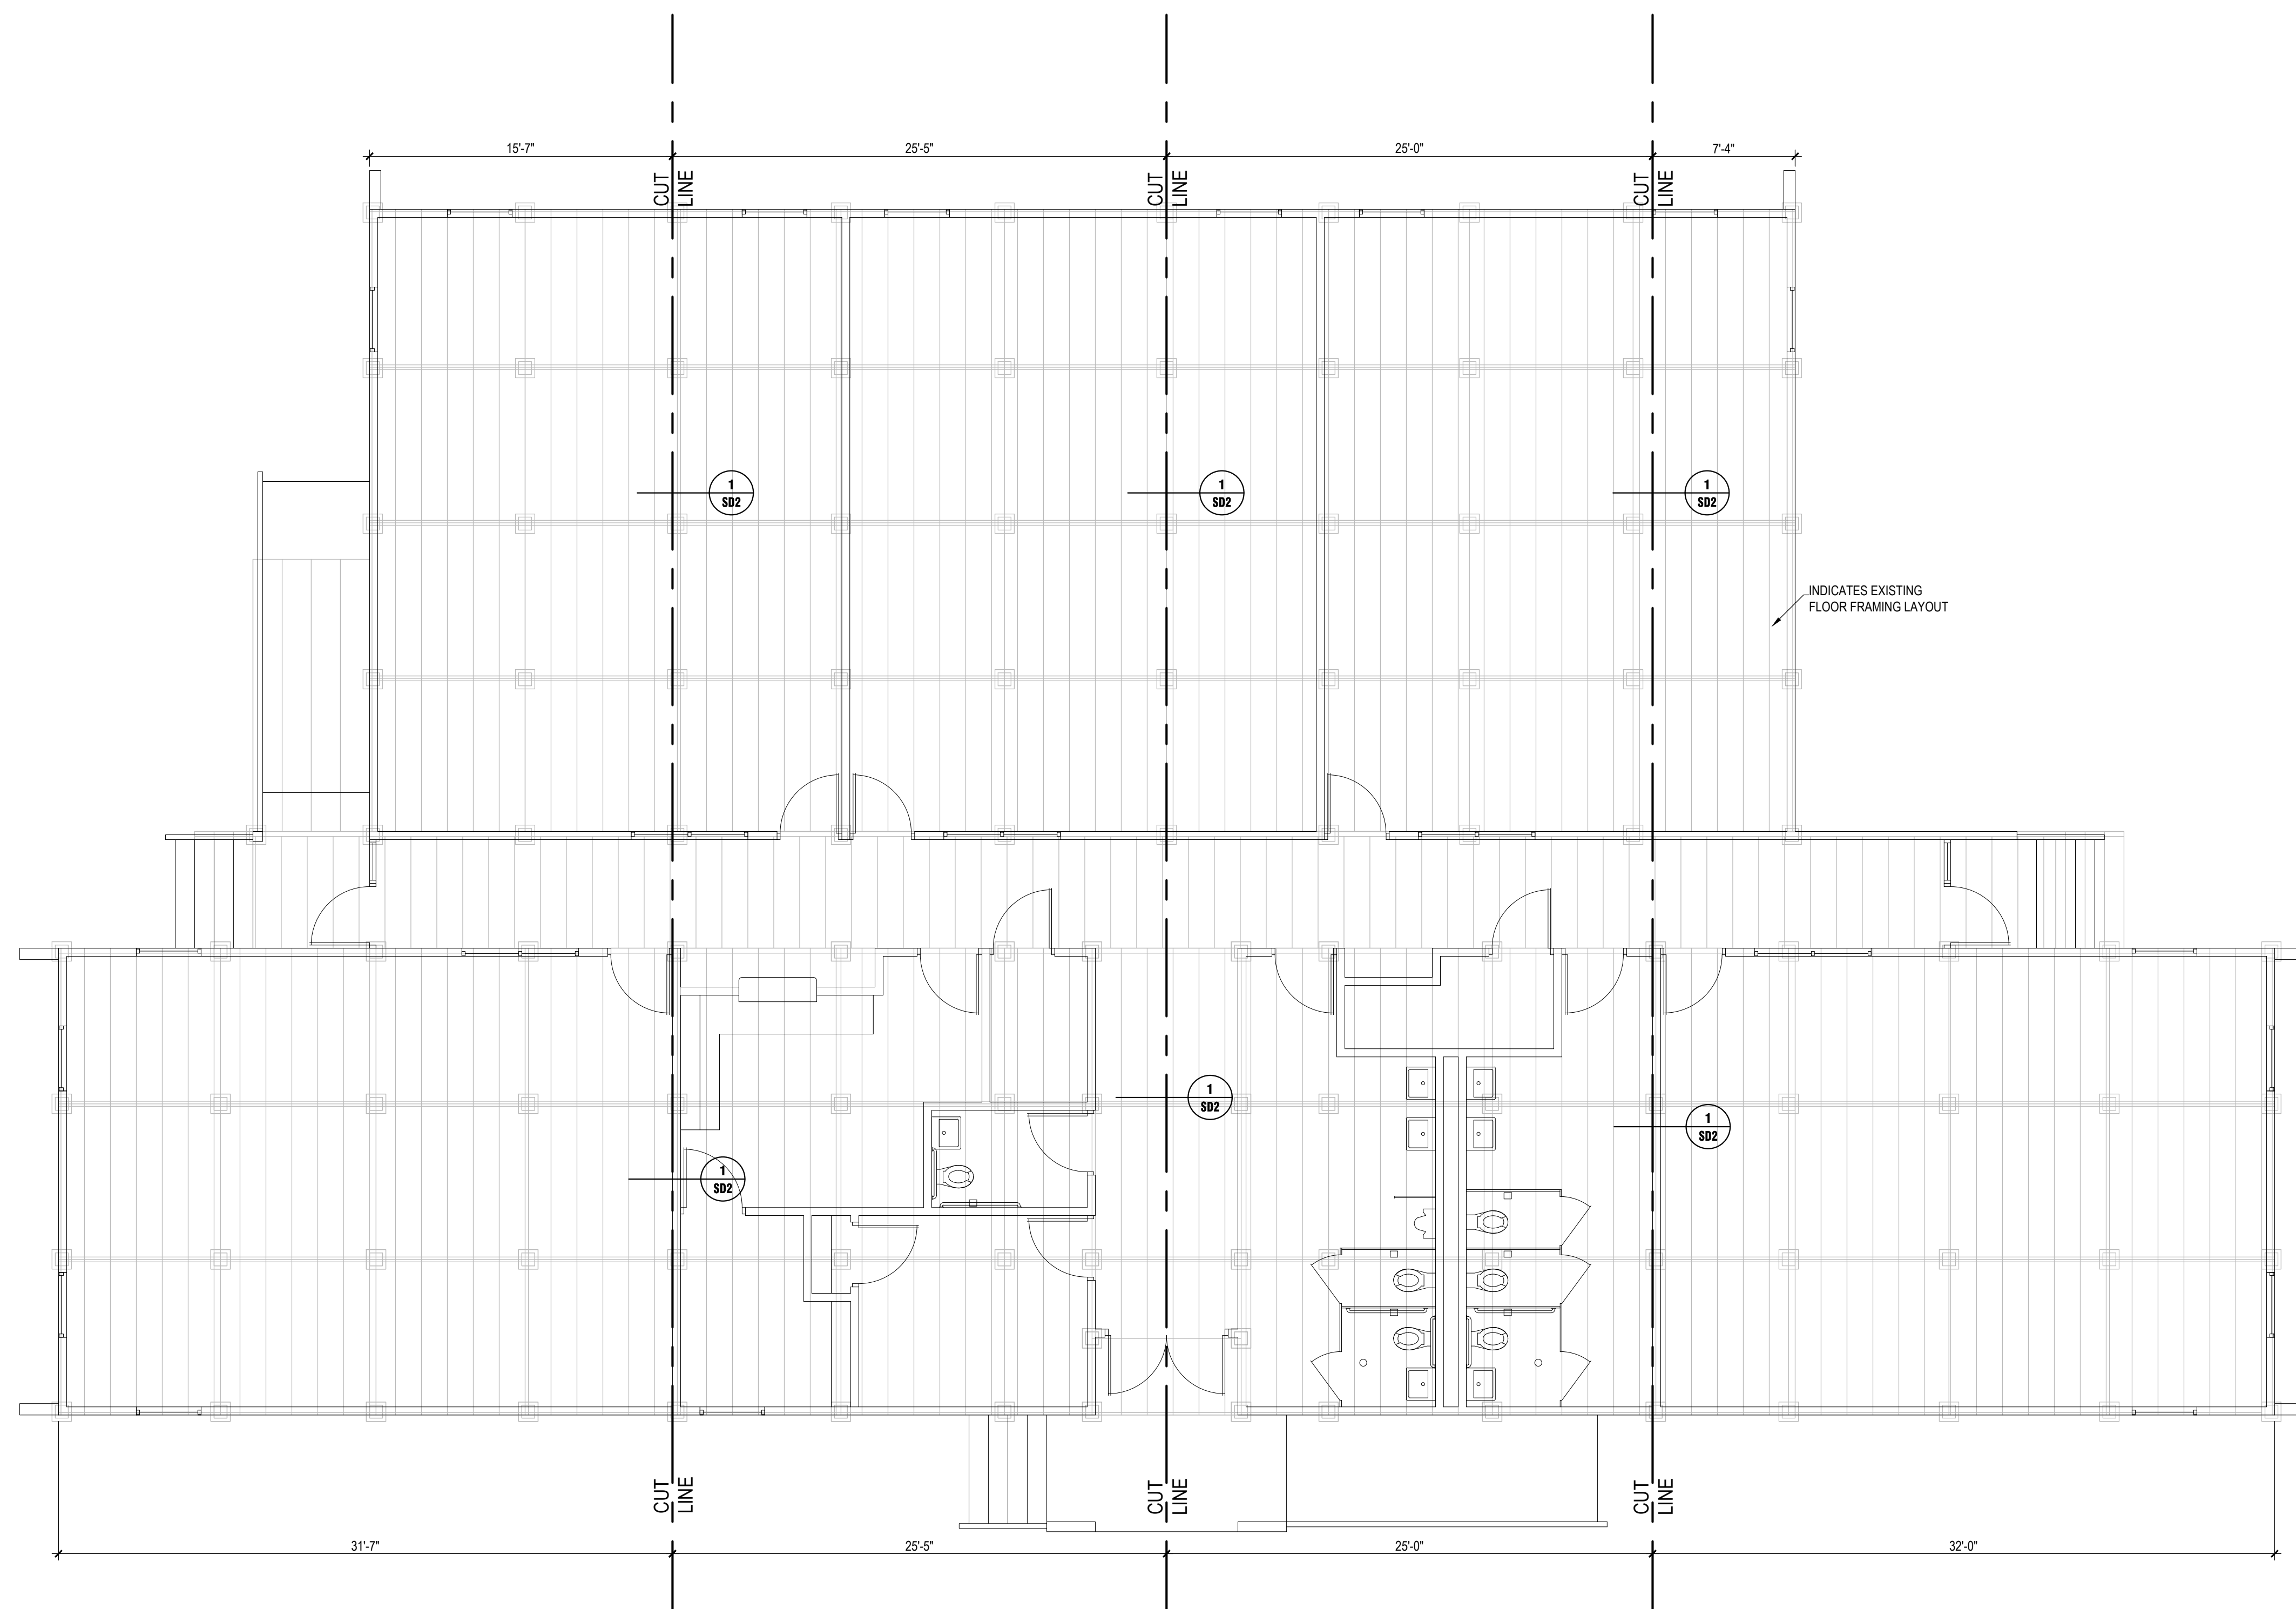 15'-7"
25'-5"
25'-0"
7'-4"
CUT
LINE
CUT
LINE
CUT
LINE
1
SD2
1
SD2
1
SD2
INDICATES EXISTING
FLOOR FRAMING LAYOUT
1
SD2
1
SD2
1
SD2
CUT
LINE
CUT
LINE
CUT
LINE
31'-7"
25'-5"
25'-0"
32'-0"